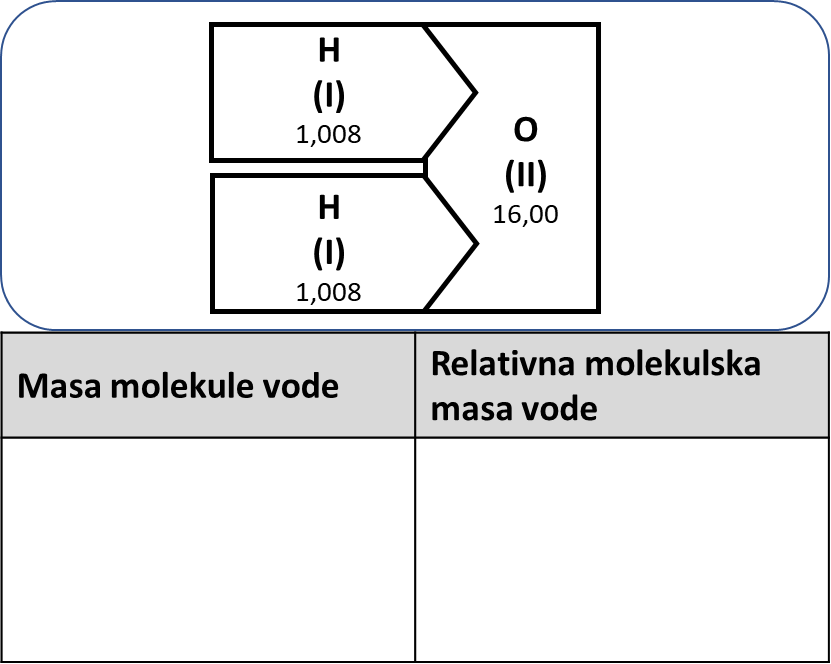 H
(I)
1,008
O
(II)
16,00
H
(I)
1,008
Masa molekule vode
Relativna molekulska
masa vode